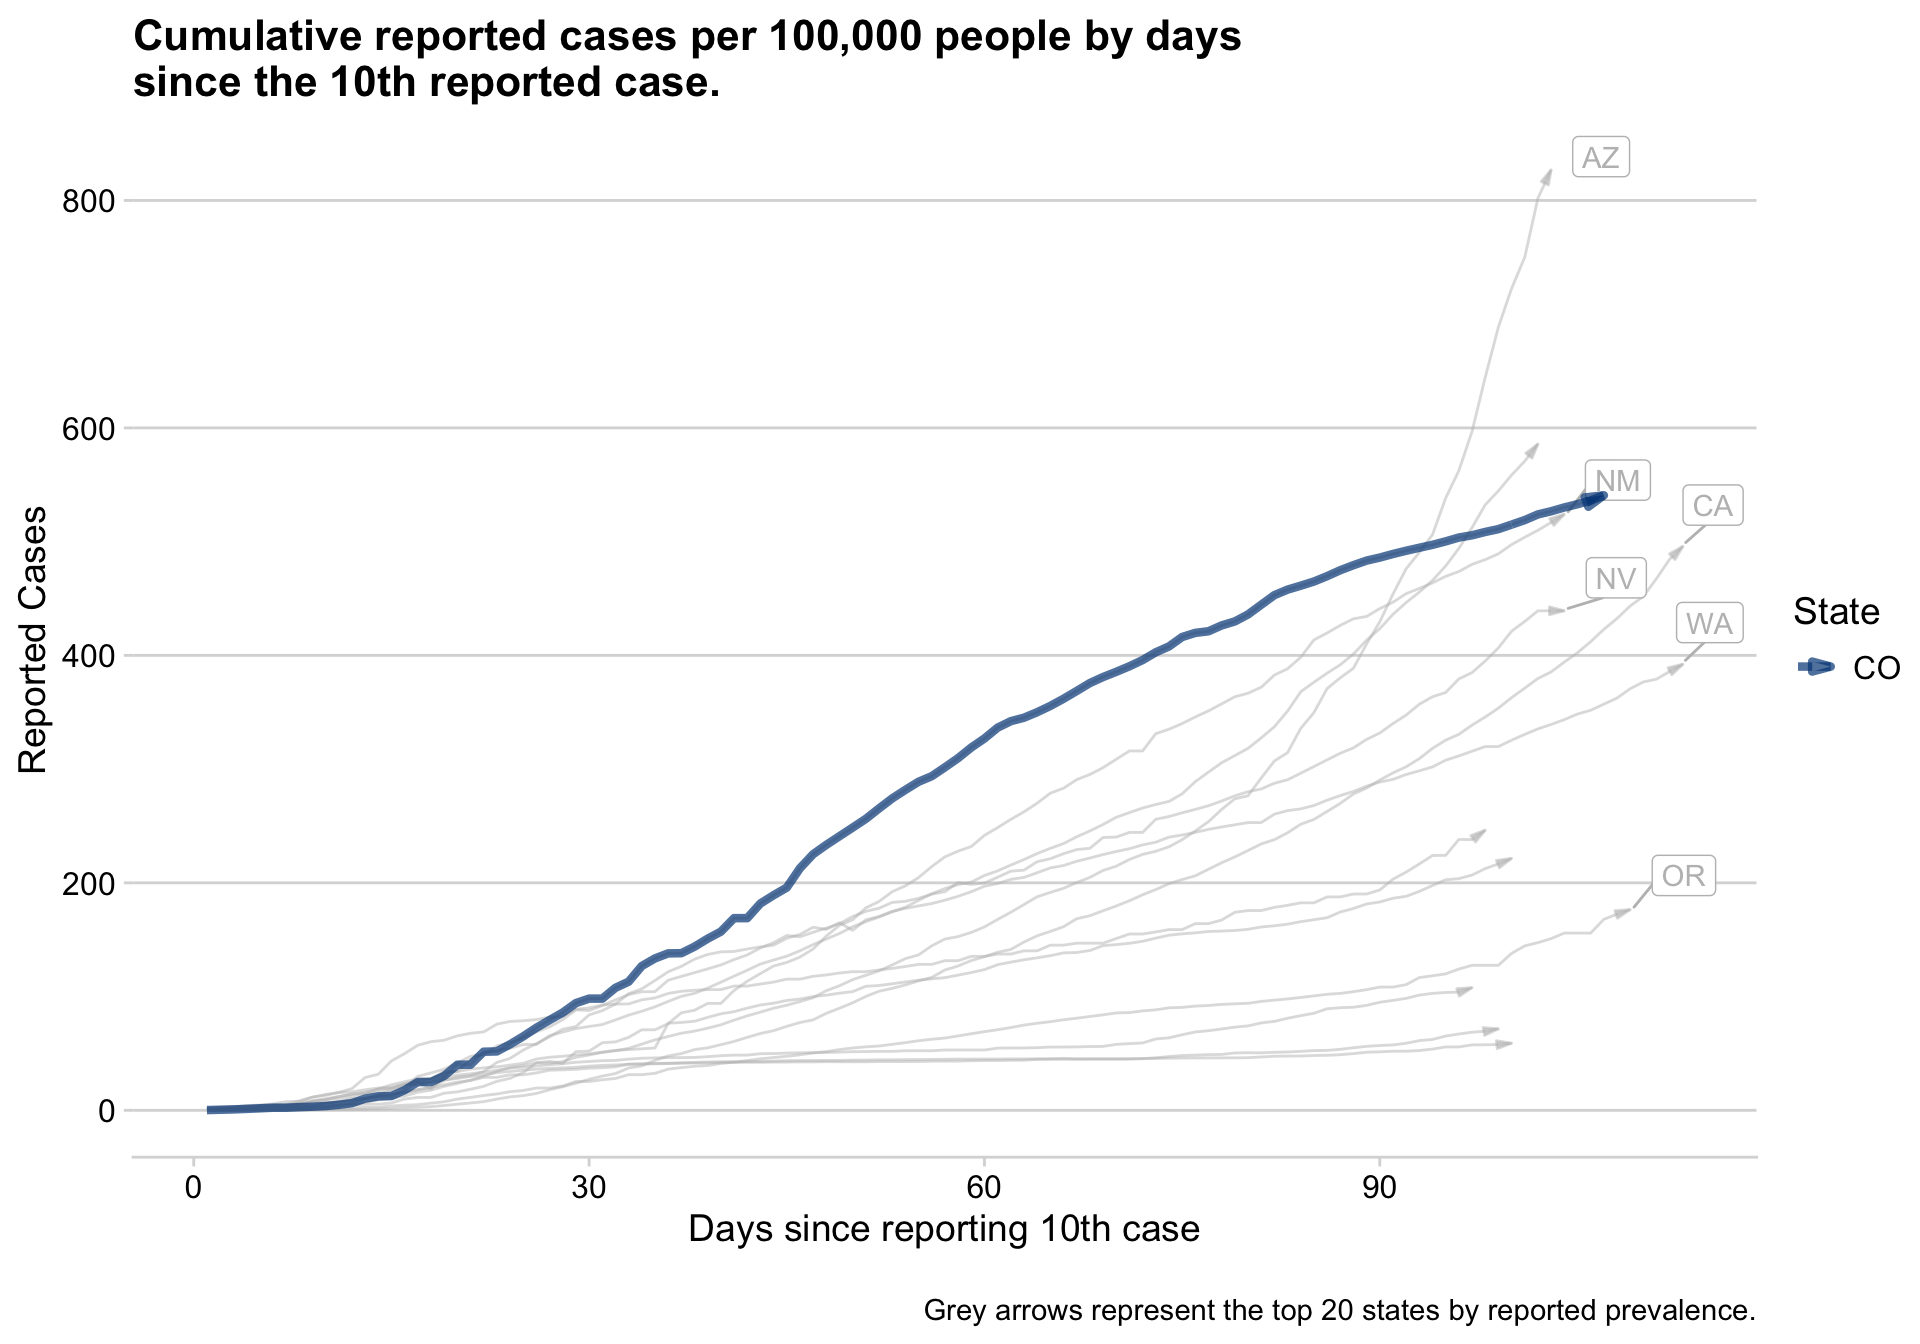 Cumulative reported cases per 100,000 people by days
since the 10th reported case.
AZ
800
600
NM
CA
NV
WA
400
OR
200
0
Reported Cases
State
CO
0 30 60 90
Days since reporting 10th case
Grey arrows represent the top 20 states by reported prevalence.